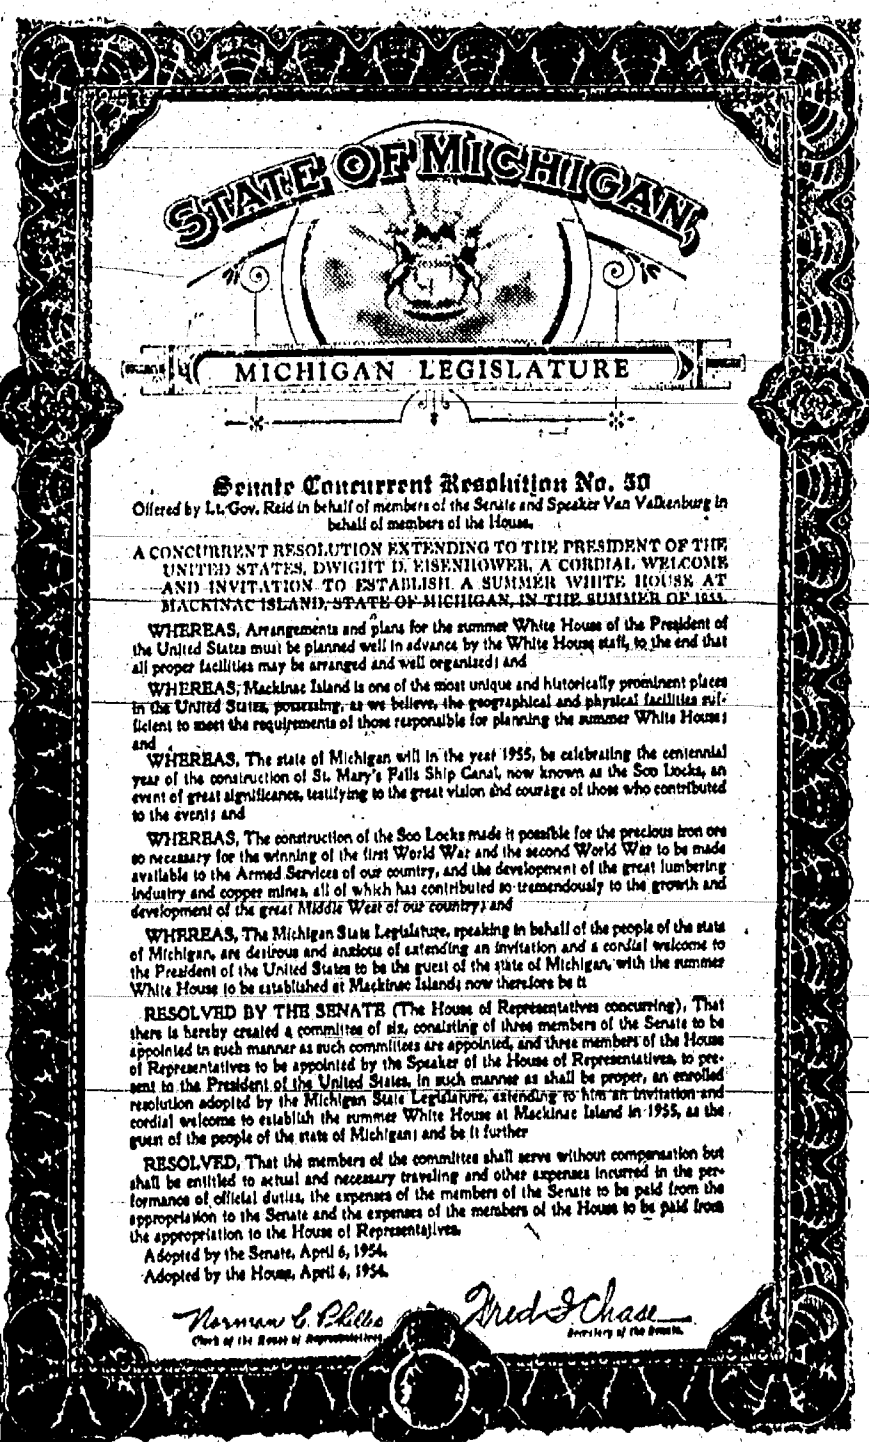 STATE OF MICHIGAN
MICHIGAN LEGISLATURE
Senate Concurrent Resolution No. 50
Offered by Lt. Gov. Reid in behalf of members of the Senate and Speaker Van Valkenburg in
behalf of members of the House.
A CONCURRENT RESOLUTION EXTENDING TO THE PRESIDENT OF THE
UNITED STATES, DWIGHT D. EISENHOWER, A CORDIAL WELCOME
AND INVITATION TO ESTABLISH A SUMMER WHITE HOUSE AT
MACKINAC ISLAND, STATE OF MICHIGAN, IN THE SUMMER OF 1955.
WHEREAS, Arrangements and plans for the summer White House of the President of
the United States must be planned well in advance by the White House staff, to the end that
all proper facilities may be arranged and well organized; and
WHEREAS, Mackinac Island is one of the most unique and historically prominent places
in the United States, possessing, as we believe, the geographical and physical facilities suf-
ficient to meet the requirements of those responsible for planning the summer White House;
and
WHEREAS, The state of Michigan will in the year 1955, be celebrating the centennial
year of the construction of St. Mary's Falls Ship Canal, now known as the Soo Locks, an
event of great significance, testifying to the great vision and courage of those who contributed
to the event; and
WHEREAS, The construction of the Soo Locks made it possible for the precious iron ore
so necessary for the winning of the first World War and the second World War to be made
available to the Armed Services of our country, and the development of the great lumbering
industry and copper mines, all of which has contributed so tremendously to the growth and
development of the great Middle West of our country; and
WHEREAS, The Michigan State Legislature, speaking in behalf of the people of the state
of Michigan, are desirous and anxious of extending an invitation and a cordial welcome to
the President of the United States to be the guest of the state of Michigan, with the summer
White House to be established at Mackinac Island; now therefore be it
RESOLVED BY THE SENATE (The House of Representatives concurring), That
there is hereby created a committee of six, consisting of three members of the Senate to be
appointed in such manner as such committees are appointed, and three members of the House
of Representatives to be appointed by the Speaker of the House of Representatives, to pre-
sent to the President of the United States, in such manner as shall be proper, an enrolled
resolution adopted by the Michigan State Legislature, extending to him an invitation and
cordial welcome to establish the summer White House at Mackinac Island in 1955, as the
guest of the people of the state of Michigan; and be it further
RESOLVED, That the members of the committee shall serve without compensation but
shall be entitled to actual and necessary traveling and other expenses incurred in the per-
formance of official duties, the expenses of the members of the Senate to be paid from the
appropriation to the Senate and the expenses of the members of the House to be paid from
the appropriation to the House of Representatives.
Adopted by the Senate, April 6, 1954.
Adopted by the House, April 6, 1954.
Norman E. Philleo Fred I. Chase
Clerk of the House of Representatives Secretary of the Senate.